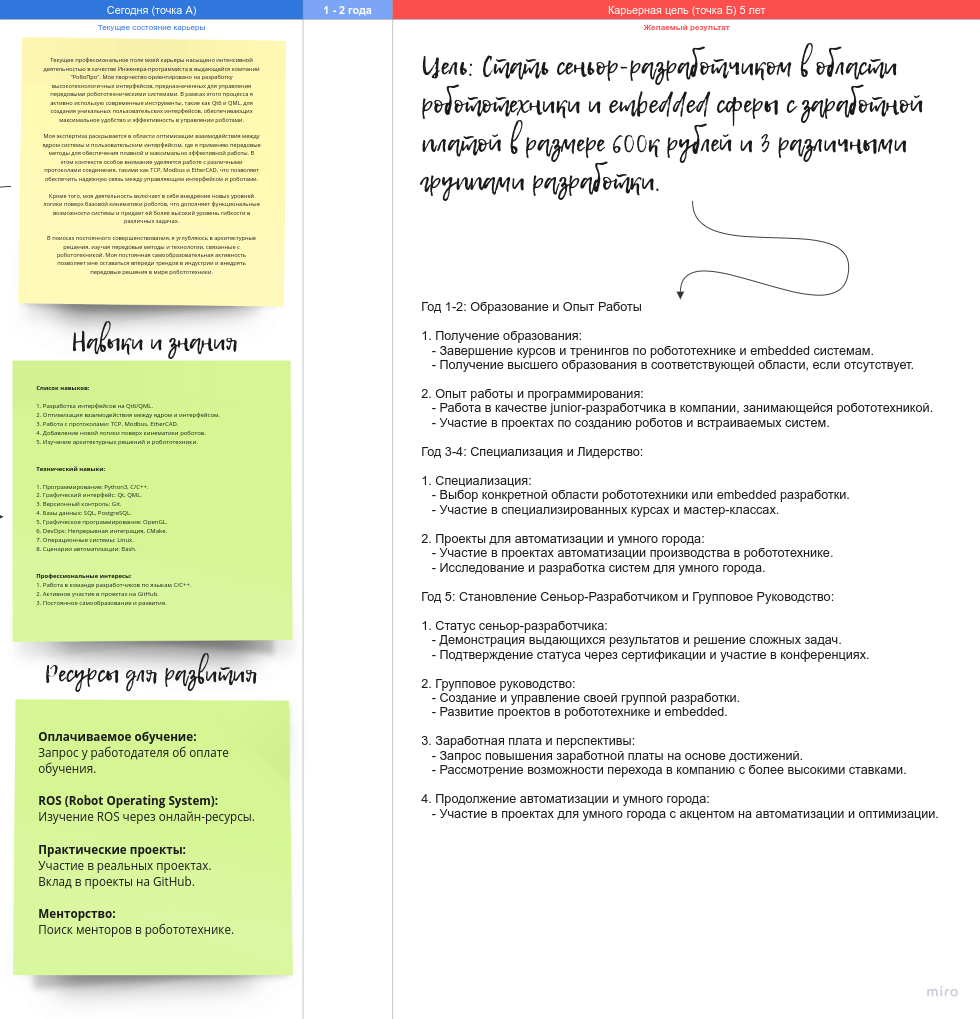 Сегодня (точка А)
1 - 2 года
Карьерная цель (точка Б) 5 лет
Текущее состояние карьеры
Желаемый результат
Текущее профессиональное поле моей карьеры насыщено интенсивной
деятельностью в качестве Инженера-программиста в выдающейся компании
"РобоПро". Мое творчество ориентировано на разработку
высокотехнологичных интерфейсов, предназначенных для управления
передовыми робототехническими системами. В рамках этого процесса я
активно использую современные инструменты, такие как Qt6 и QML, для
создания уникальных пользовательских интерфейсов, обеспечивающих
максимальное удобство и эффективность в управлении роботами.
Моя экспертиза раскрывается в области оптимизации взаимодействия между
ядром системы и пользовательским интерфейсом, где я применяю передовые
методы для обеспечения плавной и максимально эффективной работы. В
этом контексте особое внимание уделяется работе с различными
протоколами соединения, такими как TCP, Modbus и EtherCAD, что позволяет
обеспечить надежную связь между управляющим интерфейсом и роботами.
Кроме того, моя деятельность включает в себя внедрение новых уровней
логики поверх базовой кинематики роботов, что дополняет функциональные
возможности системы и придает ей более высокий уровень гибкости в
различных задачах.
В поисках постоянного совершенствования, я углубляюсь в архитектурные
решения, изучая передовые методы и технологии, связанные с
робототехникой. Моя постоянная самообразовательная активность
позволяет мне оставаться впереди трендов в индустрии и внедрять
передовые решения в мире робототехники.
Навыки и знания
Список навыков:
1. Разработка интерфейсов на Qt6/QML.
2. Оптимизация взаимодействия между ядром и интерфейсом.
3. Работа с протоколами: TCP, Modbus, EtherCAD.
4. Добавление новой логики поверх кинематики роботов.
5. Изучение архитектурных решений и робототехники.
Технический навыки:
1. Программирование: Python3, C/C++.
2. Графический интерфейс: Qt, QML.
3. Версионный контроль: Git.
4. Базы данных: SQL, PostgreSQL.
5. Графическое программирование: OpenGL.
6. DevOps: Непрерывная интеграция, CMake.
7. Операционные системы: Linux.
8. Сценарии автоматизации: Bash.
Профессиональные интересы:
1. Работа в команде разработчиков по языкам C/C++.
2. Активное участие в проектах на GitHub.
3. Постоянное самообразование и развитие.
Ресурсы для развития
Оплачиваемое обучение:
Запрос у работодателя об оплате
обучения.
ROS (Robot Operating System):
Изучение ROS через онлайн-ресурсы.
Практические проекты:
Участие в реальных проектах.
Вклад в проекты на GitHub.
Менторство:
Поиск менторов в робототехнике.
Цель: Стать сеньор-разработчиком в области
робототехники и embedded сферы с заработной
платой в размере 600к рублей и 3 различными
группами разработки.
Год 1-2: Образование и Опыт Работы
1. Получение образования:
- Завершение курсов и тренингов по робототехнике и embedded системам.
- Получение высшего образования в соответствующей области, если отсутствует.
2. Опыт работы и программирования:
- Работа в качестве junior-разработчика в компании, занимающейся робототехникой.
- Участие в проектах по созданию роботов и встраиваемых систем.
Год 3-4: Специализация и Лидерство:
1. Специализация:
- Выбор конкретной области робототехники или embedded разработки.
- Участие в специализированных курсах и мастер-классах.
2. Проекты для автоматизации и умного города:
- Участие в проектах автоматизации производства в робототехнике.
- Исследование и разработка систем для умного города.
Год 5: Становление Сеньор-Разработчиком и Групповое Руководство:
1. Статус сеньор-разработчика:
- Демонстрация выдающихся результатов и решение сложных задач.
- Подтверждение статуса через сертификации и участие в конференциях.
2. Групповое руководство:
- Создание и управление своей группой разработки.
- Развитие проектов в робототехнике и embedded.
3. Заработная плата и перспективы:
- Запрос повышения заработной платы на основе достижений.
- Рассмотрение возможности перехода в компанию с более высокими ставками.
4. Продолжение автоматизации и умного города:
- Участие в проектах для умного города с акцентом на автоматизации и оптимизации.
miro